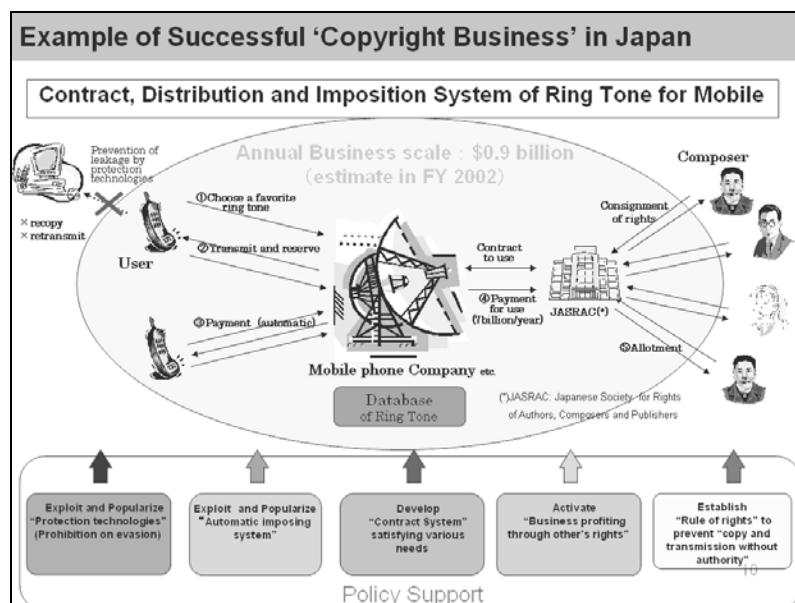 Example of Successful ‘Copyright Business’ in Japan
Contract, Distribution and Imposition System of Ring Tone for Mobile
Annual Business scale : $0.9 billion
(estimate in FY 2002)
Prevention of
leakage by
protection
technologies
× recopy
× retransmit
User
①Choose a favorite
ring tone
②Transmit and reserve
③Payment (automatic)
Mobile phone Company etc.
Database
of Ring Tone
Contract
to use
④Payment
for use
billion/year)
JASRAC(*)
Composer
Consignment
of rights
⑤Allotment
(*)JASRAC: Japanese Society for Rights
of Authors, Composers and Publishers
Exploit and Popularize
“Protection technologies”
(Prohibition on evasion)
Exploit and Popularize
“Automatic imposing
system”
Develop
“Contract System”
satisfying various
needs
Activate
“Business profiting
through other’s rights”
Establish
“Rule of rights” to
prevent “copy and
transmission without
authority”
10
Policy Support